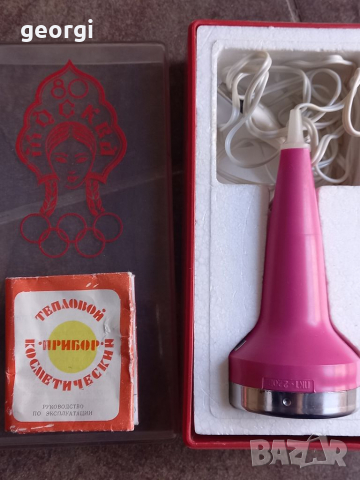 georgi
80
МОСКВА
ТЕПЛОВОЙ
·ПРИБОР·
КОСМЕТИЧЕСКИЙ
РУКОВОДСТВО
ПО ЭКСПЛУАТАЦИИ
BAZAR